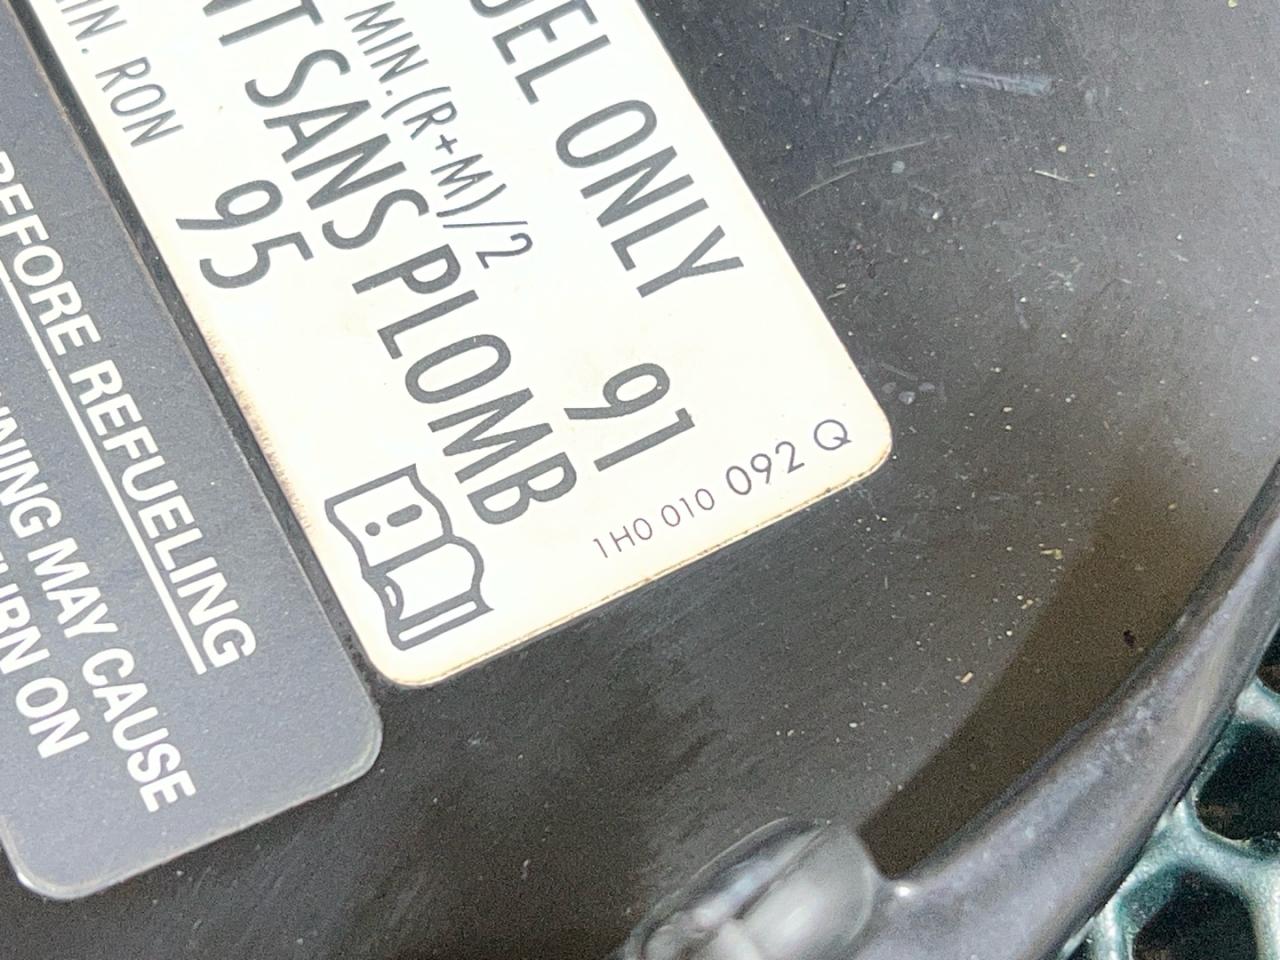 UEL ONLY 91
MIN.(R+M)/2
NT SANS PLOMB
IN. RON 95
1H0 010 092 Q
BEFORE REFUELING
NING MAY CAUSE
URN ON